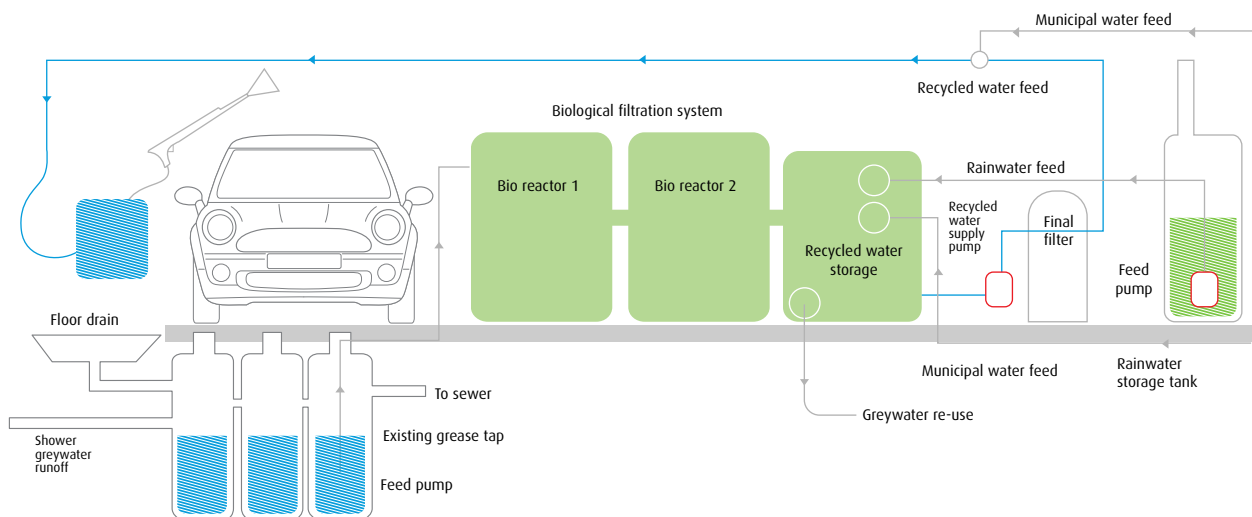 Municipal water feed
Recycled water feed
Biological filtration system
Bio reactor 1
Bio reactor 2
Rainwater feed
Recycled
water
supply
pump
Final
filter
Recycled water
storage
Feed
pump
Floor drain
Municipal water feed
Rainwater
storage tank
To sewer
Greywater re-use
Shower
greywater
runoff
Existing grease tap
Feed pump